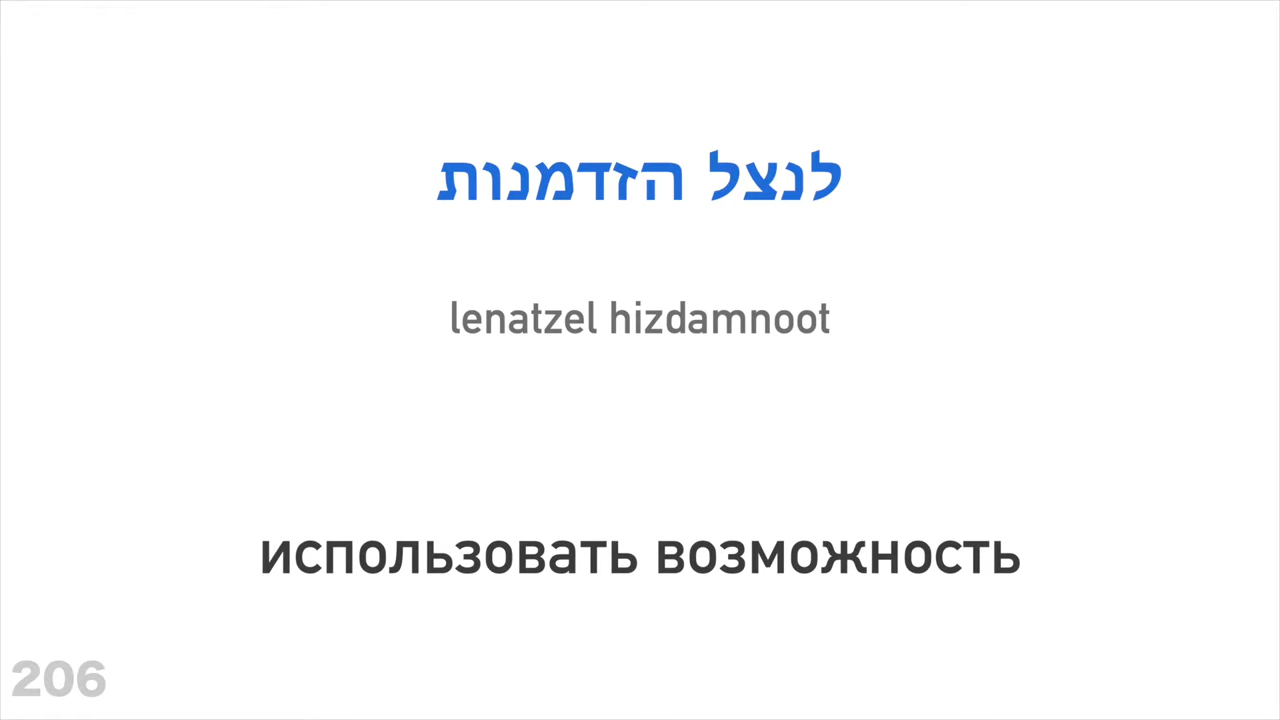 לנצל הזדמנות
lenatzel hizdamnoot
использовать возможность
206